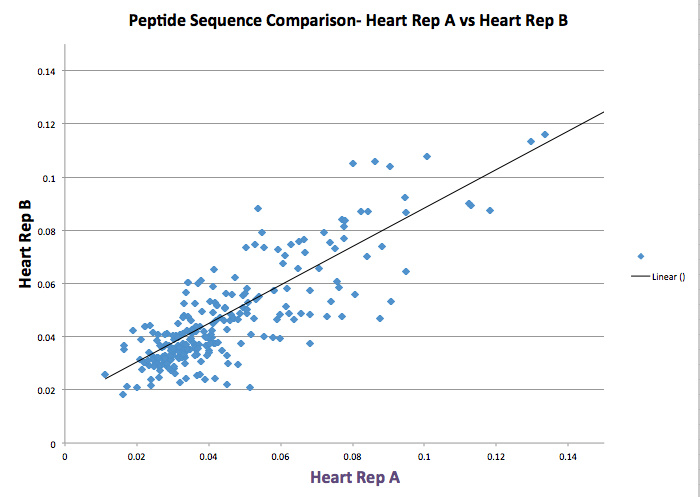 Peptide Sequence Comparison- Heart Rep A vs Heart Rep B
0.14
0.12
0.1
0.08
0.06
0.04
0.02
0
Heart Rep B
Linear ()
0 0.02 0.04 0.06 0.08 0.1 0.12 0.14
Heart Rep A